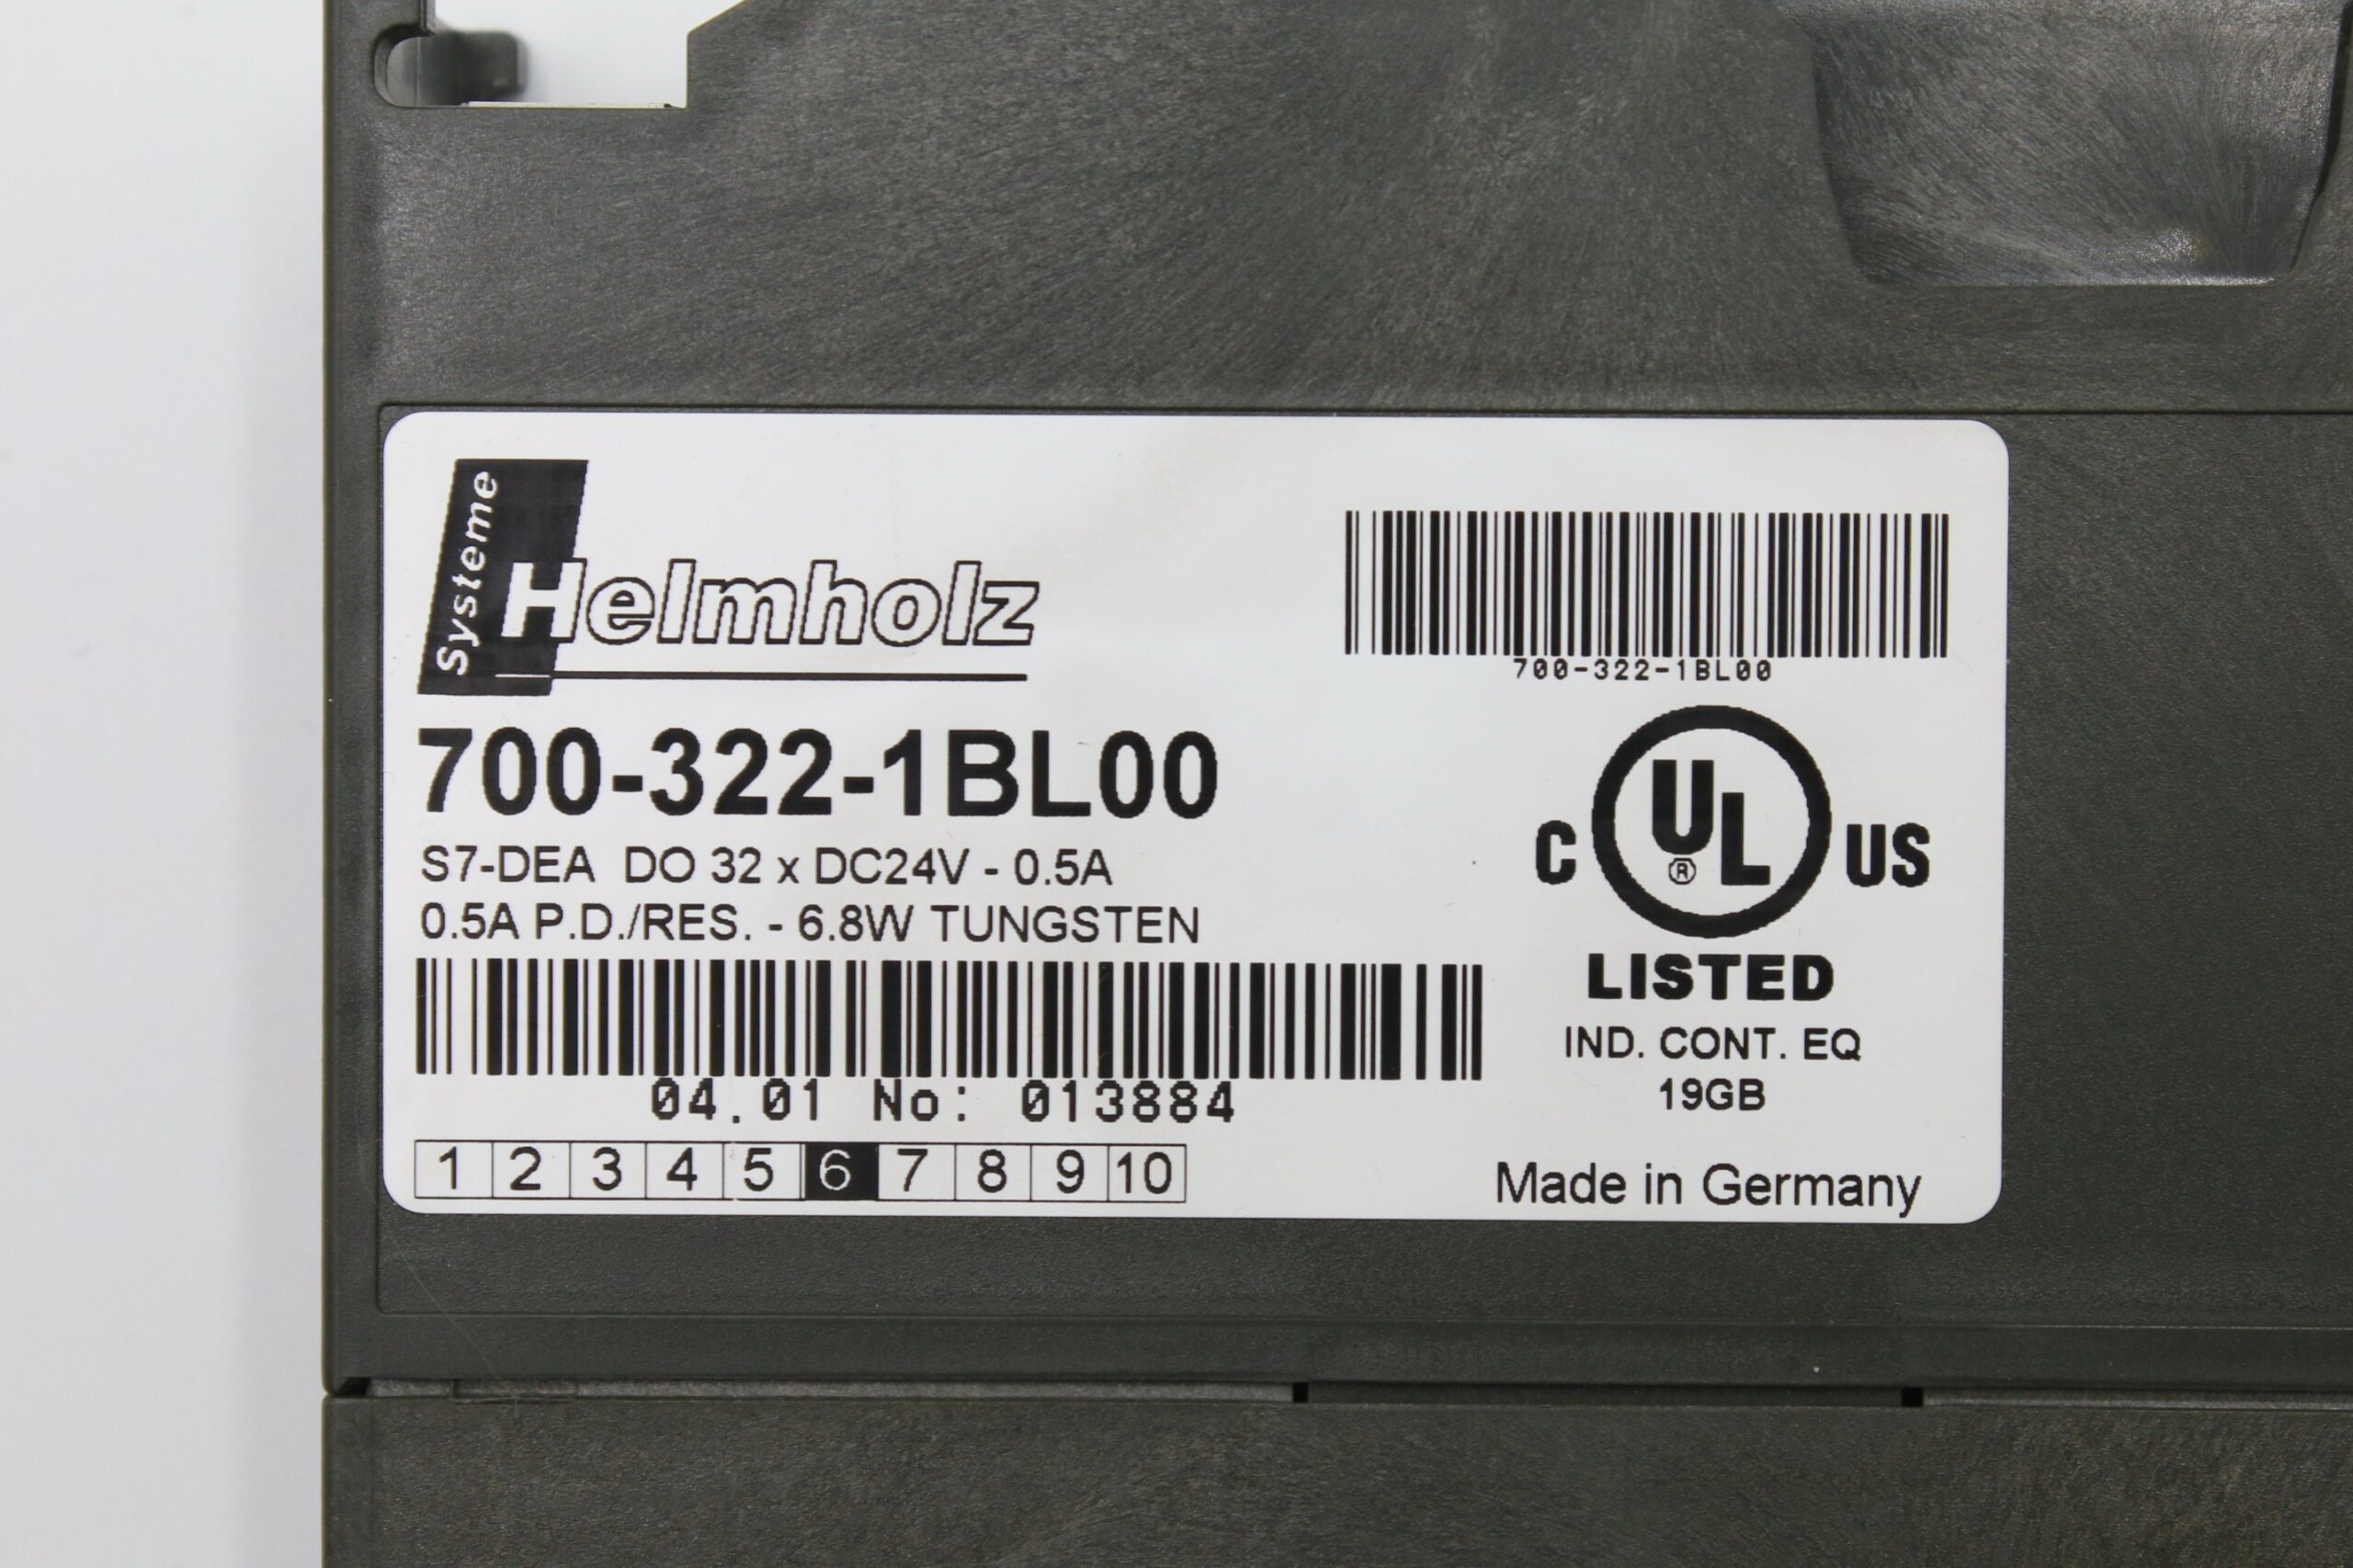 Systeme
Helmholz
700-322-1BL00
700-322-1BL00
S7-DEA DO 32 x DC24V - 0.5A
0.5A P.D./RES. - 6.8W TUNGSTEN
04.01 No: 013884
1 2 3 4 5 6 7 8 9 10
C UL ® US
LISTED
IND. CONT. EQ
19GB
Made in Germany